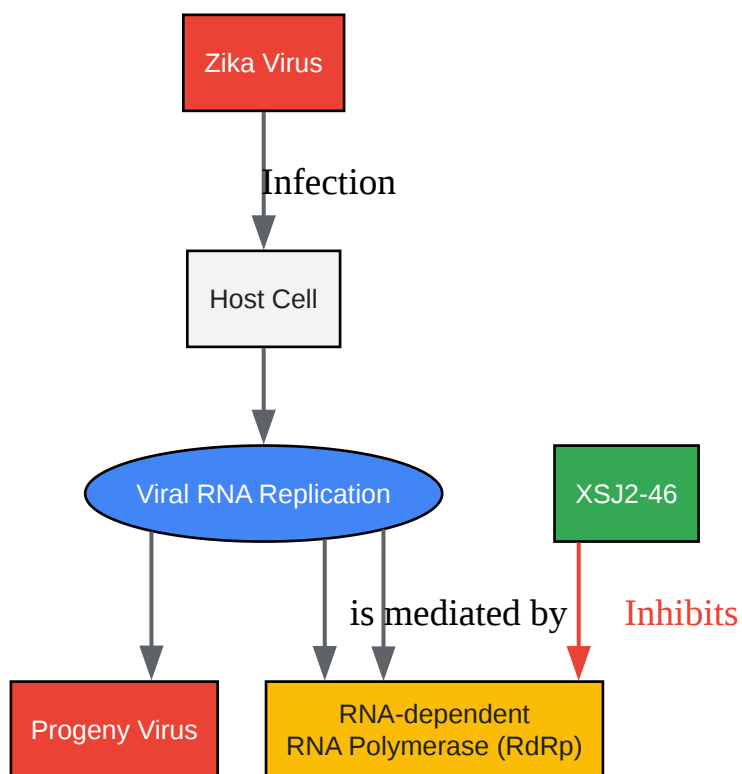 Zika Virus
Infection
Host Cell
Viral RNA Replication
XSJ2-46
is mediated by
Inhibits
Progeny Virus
RNA-dependent
RNA Polymerase (RdRp)